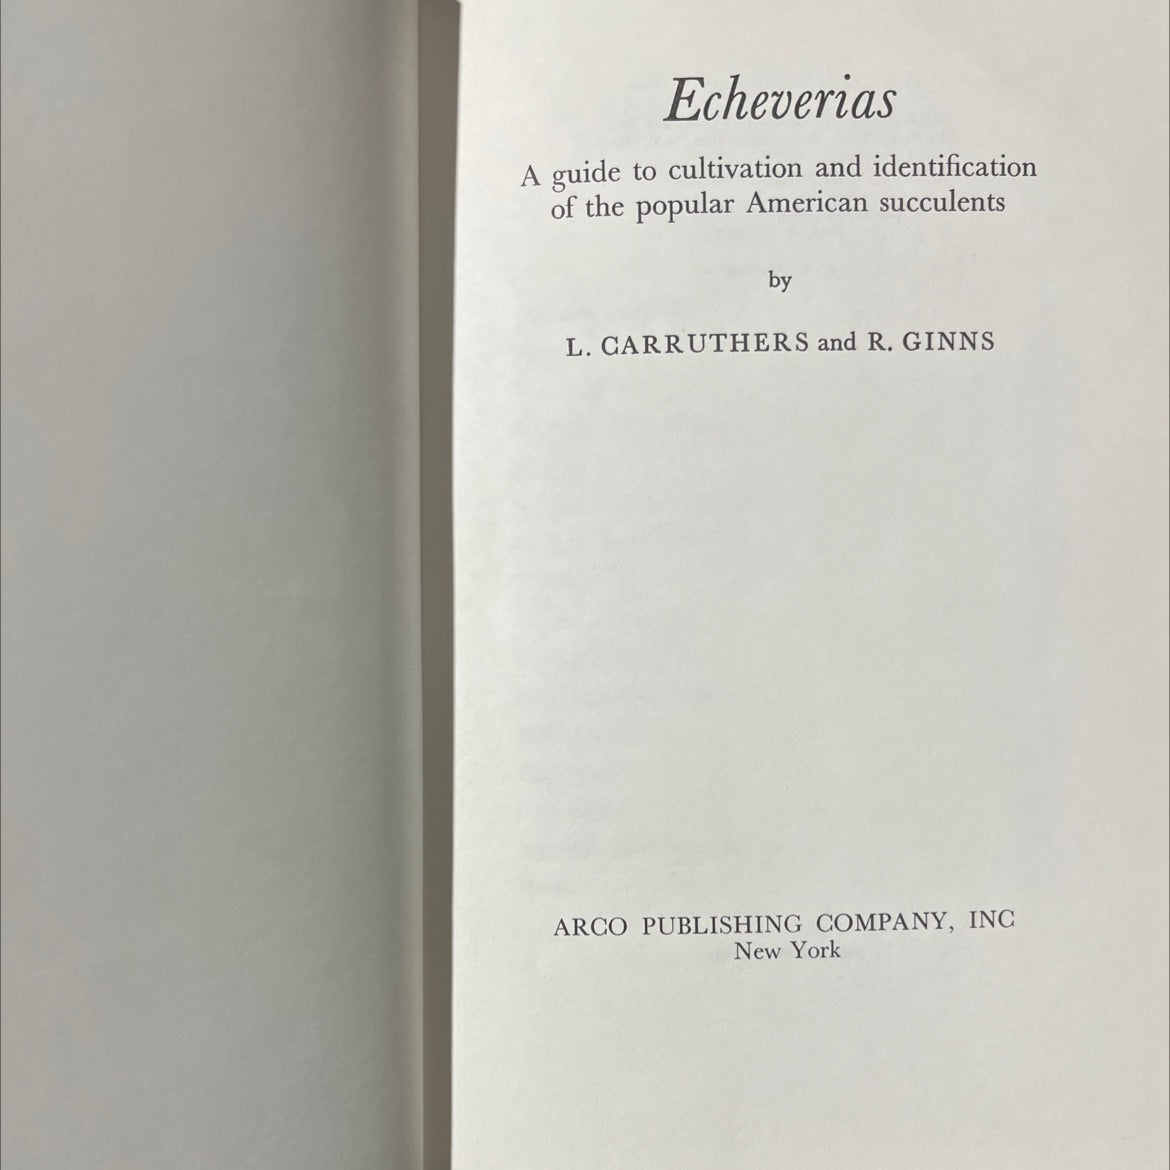 Echeverias
A guide to cultivation and identification
of the popular American succulents
by
L. CARRUTHERS and R. GINNS
ARCO PUBLISHING COMPANY, INC
New York